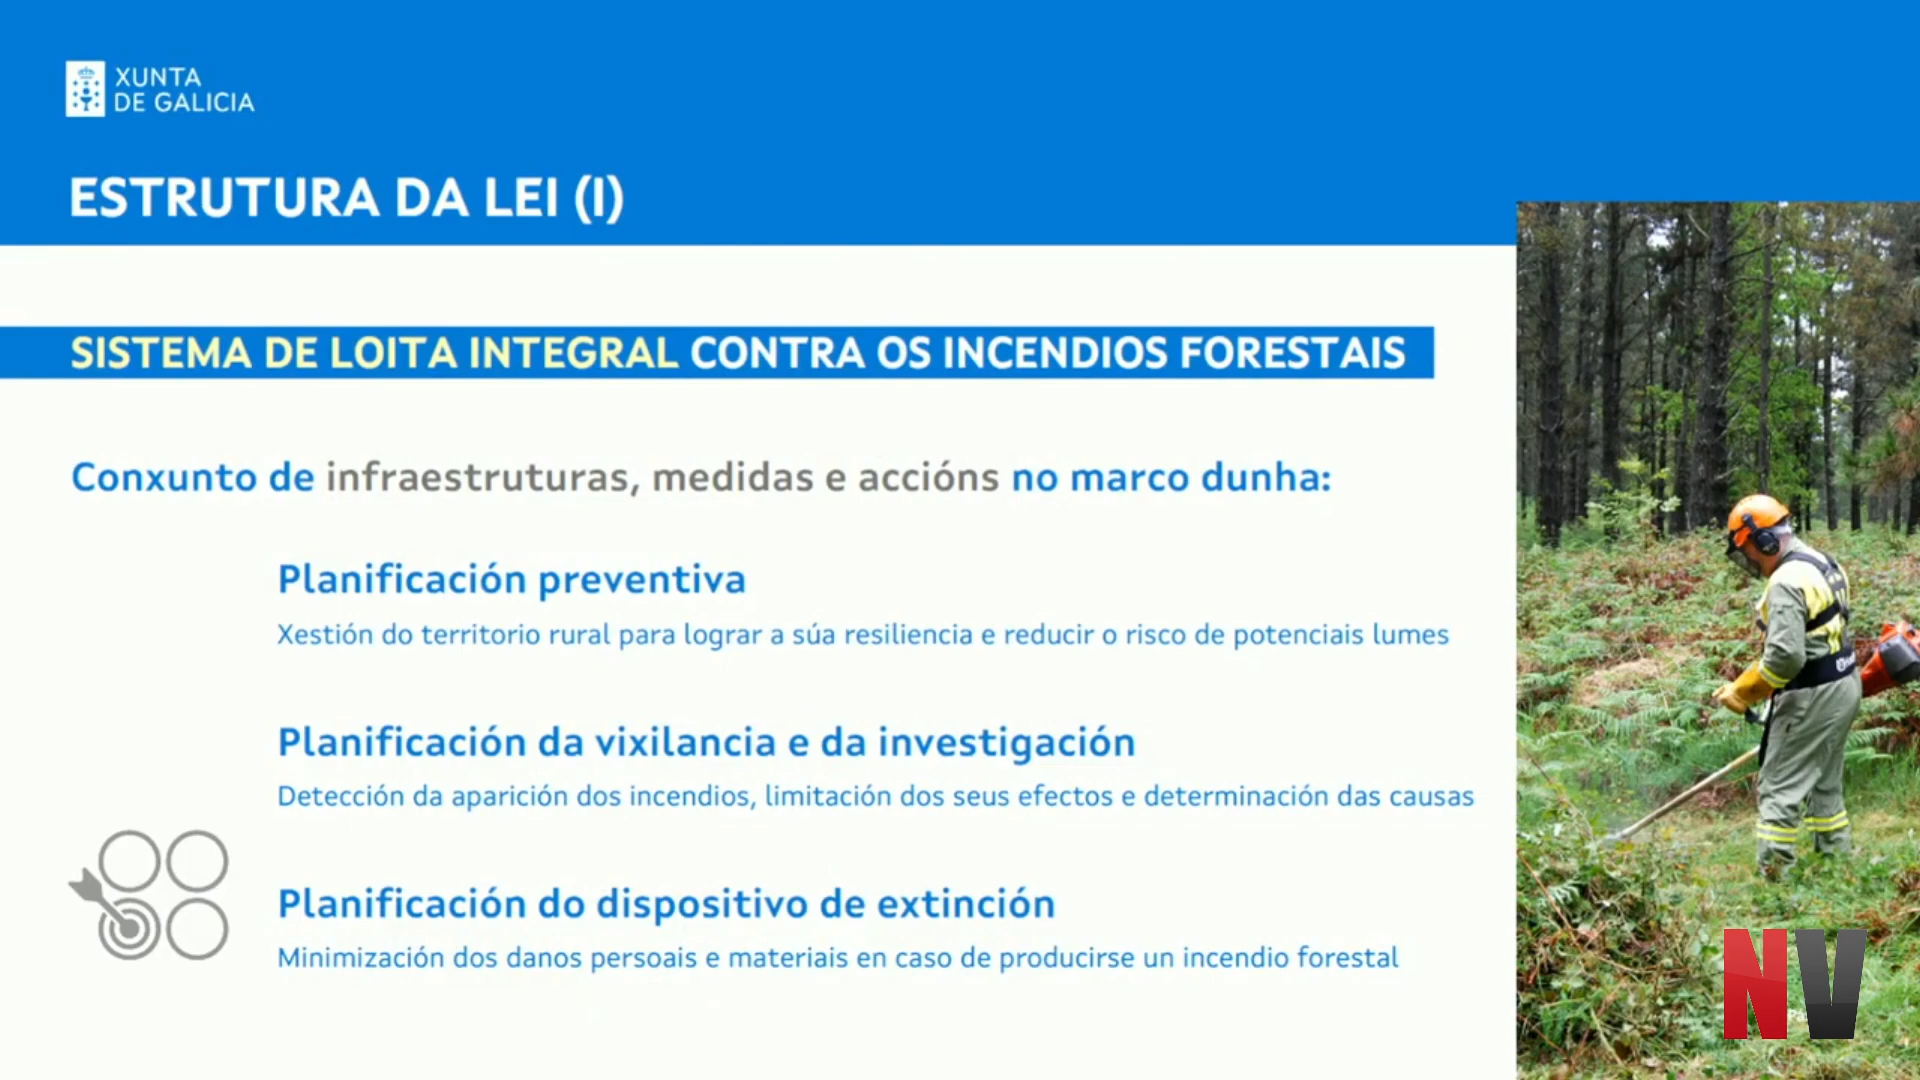 XUNTA
DE GALICIA
ESTRUTURA DA LEI (I)
SISTEMA DE LOITA INTEGRAL CONTRA OS INCENDIOS FORESTAIS
Conxunto de infraestruturas, medidas e accións no marco dunha:
Planificación preventiva
Xestión do territorio rural para lograr a súa resiliencia e reducir o risco de potenciais lumes
Planificación da vixilancia e da investigación
Detección da aparición dos incendios, limitación dos seus efectos e determinación das causas
Planificación do dispositivo de extinción
Minimización dos danos persoais e materiais en caso de producirse un incendio forestal
NV